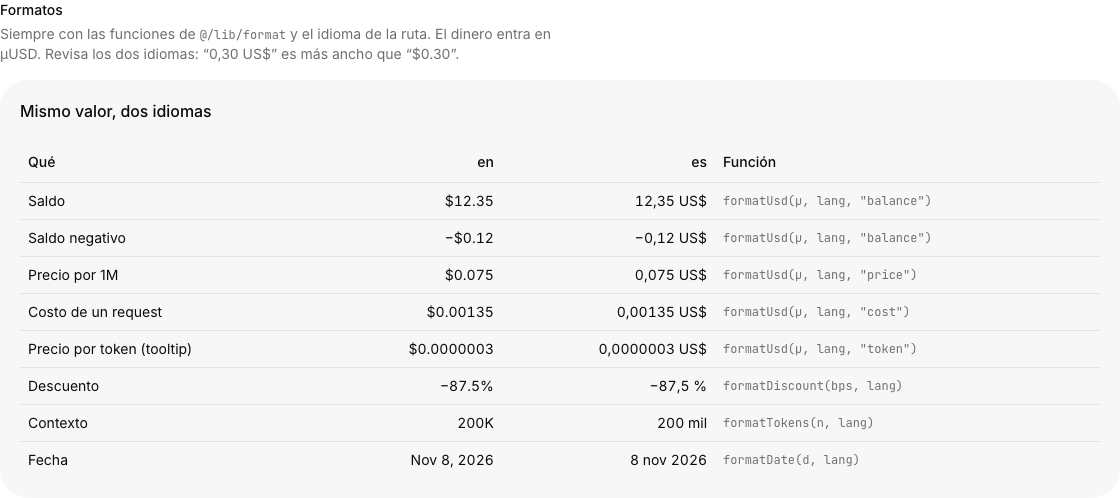 Formatos
Siempre con las funciones de @/lib/format y el idioma de la ruta. El dinero entra en
µUSD. Revisa los dos idiomas: “0,30 US$” es más ancho que “$0.30”.
Mismo valor, dos idiomas
Qué en es Función
Saldo $12.35 12,35 US$ formatUsd(µ, lang, "balance")
Saldo negativo −$0.12 −0,12 US$ formatUsd(µ, lang, "balance")
Precio por 1M $0.075 0,075 US$ formatUsd(µ, lang, "price")
Costo de un request $0.00135 0,00135 US$ formatUsd(µ, lang, "cost")
Precio por token (tooltip) $0.0000003 0,0000003 US$ formatUsd(µ, lang, "token")
Descuento −87.5% −87,5 % formatDiscount(bps, lang)
Contexto 200K 200 mil formatTokens(n, lang)
Fecha Nov 8, 2026 8 nov 2026 formatDate(d, lang)